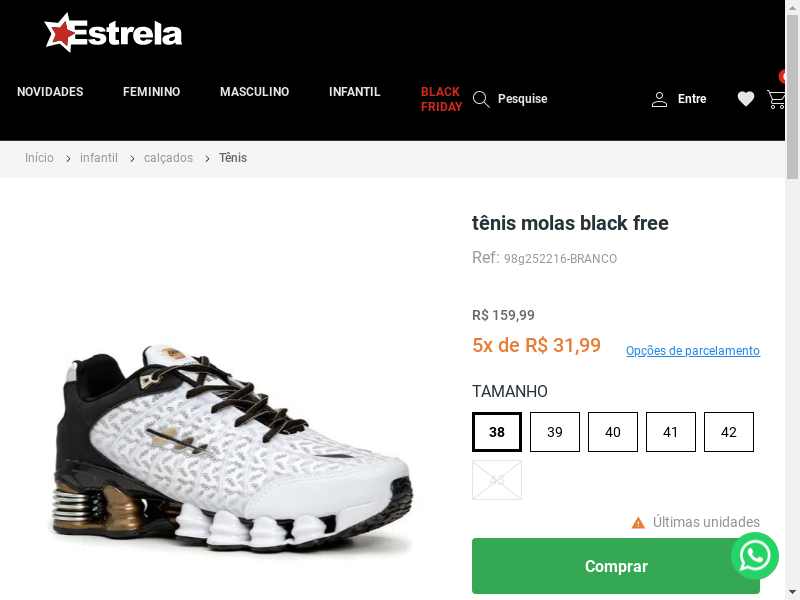 Estrela
NOVIDADES
FEMININO
MASCULINO
INFANTIL
BLACK
FRIDAY
Pesquise
Entre
Início
infantil
calçados
Tênis
tênis molas black free
Ref: 98g252216-BRANCO
R$ 159,99
5x de R$ 31,99
Opções de parcelamento
TAMANHO
38
39
40
41
42
43
Últimas unidades
Comprar